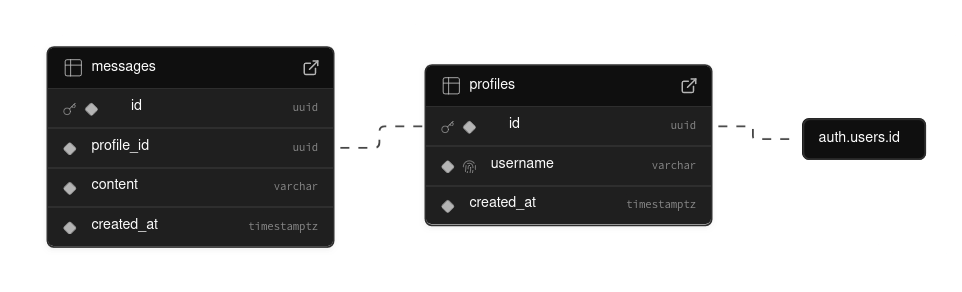 messages
id uuid
profile_id uuid
content varchar
created_at timestamptz
profiles
id uuid
username varchar
created_at timestamptz
auth.users.id